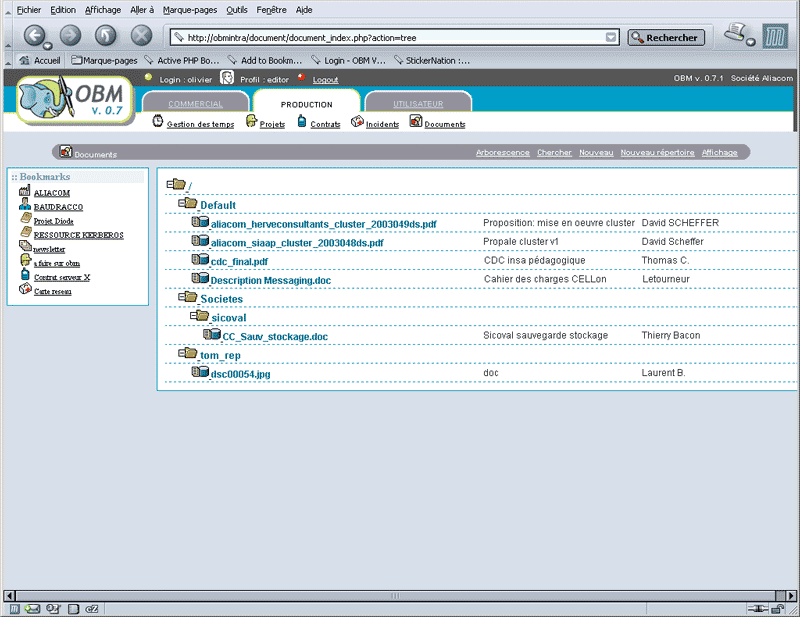 Fichier Edition Affichage Aller à Marque-pages Outils Fenêtre Aide
http://obmintra/document/document_index.php?action=tree Rechercher
Accueil Marque-pages Active PHP Bo... Add to Bookm... Login - OBM V... StickerNation :...
Login : olivier Profil : editor Logout OBM v. 0.7.1 Société Aliacom
OBM
v. 0.7
COMMERCIAL PRODUCTION UTILISATEUR
Gestion des temps Projets Contrats Incidents Documents
Documents Arborescence Chercher Nouveau Nouveau répertoire Affichage
:: Bookmarks
ALIACOM
BAUDRACCO
Projet Diode
RESSOURCE KERBEROS
newsletter
a faire sur obm
Contrat serveur X
Carte reseau
/
Default
aliacom_herveconsultants_cluster_2003049ds.pdf Proposition: mise en oeuvre cluster David SCHEFFER
aliacom_siaap_cluster_2003048ds.pdf Propale cluster v1 David Scheffer
cdc_final.pdf CDC insa pédagogique Thomas C.
Description Messaging.doc Cahier des charges CELLon Letourneur
Societes
sicoval
CC_Sauv_stockage.doc Sicoval sauvegarde stockage Thierry Bacon
tom_rep
dsc00054.jpg doc Laurent B.